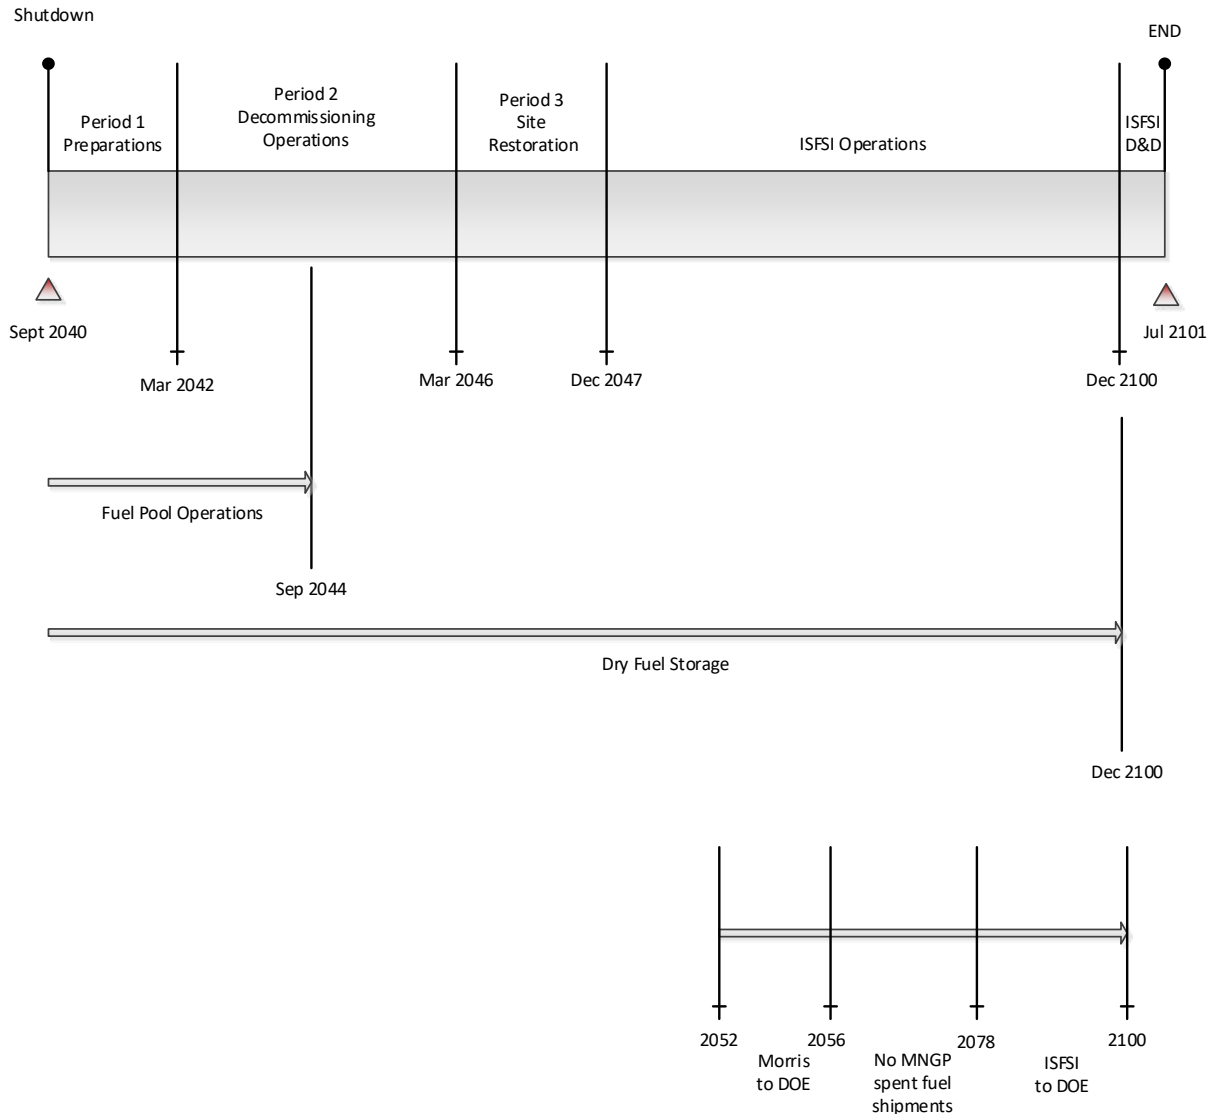 Shutdown
END
Period 1
Preparations
Period 2
Decommissioning
Operations
Period 3
Site
Restoration
ISFSI Operations
ISFSI
D&D
Sept 2040
Jul 2101
Mar 2042
Mar 2046
Dec 2047
Dec 2100
Fuel Pool Operations
Sep 2044
Dry Fuel Storage
Dec 2100
2052
2056
2078
2100
Morris
to DOE
No MNGP
spent fuel
shipments
ISFSI
to DOE